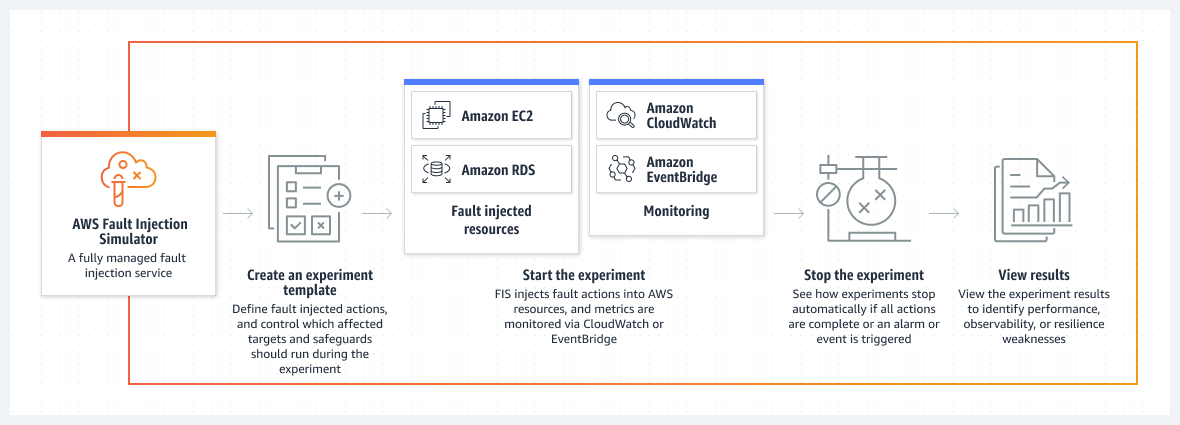 AWS Fault Injection
Simulator
A fully managed fault
injection service
Create an experiment
template
Define fault injected actions,
and control which affected
targets and safeguards
should run during the
experiment
Amazon EC2
Amazon RDS
Fault injected
resources
Amazon
CloudWatch
Amazon
EventBridge
Monitoring
Start the experiment
FIS injects fault actions into AWS
resources, and metrics are
monitored via CloudWatch or
EventBridge
Stop the experiment
See how experiments stop
automatically if all actions
are complete or an alarm or
event is triggered
View results
View the experiment results
to identify performance,
observability, or resilience
weaknesses